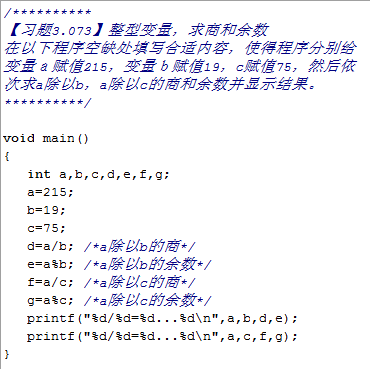 /**********
【习题3.073】整型变量，求商和余数
在以下程序空缺处填写合适内容，使得程序分别给
变量a赋值215，变量b赋值19，c赋值75，然后依
次求a除以b，a除以c的商和余数并显示结果。
**********/
void main()
{
int a,b,c,d,e,f,g;
a=215;
b=19;
c=75;
d=a/b; /*a除以b的商*/
e=a%b; /*a除以b的余数*/
f=a/c; /*a除以c的商*/
g=a%c; /*a除以c的余数*/
printf("%d/%d=%d...%d\n",a,b,d,e);
printf("%d/%d=%d...%d\n",a,c,f,g);
}